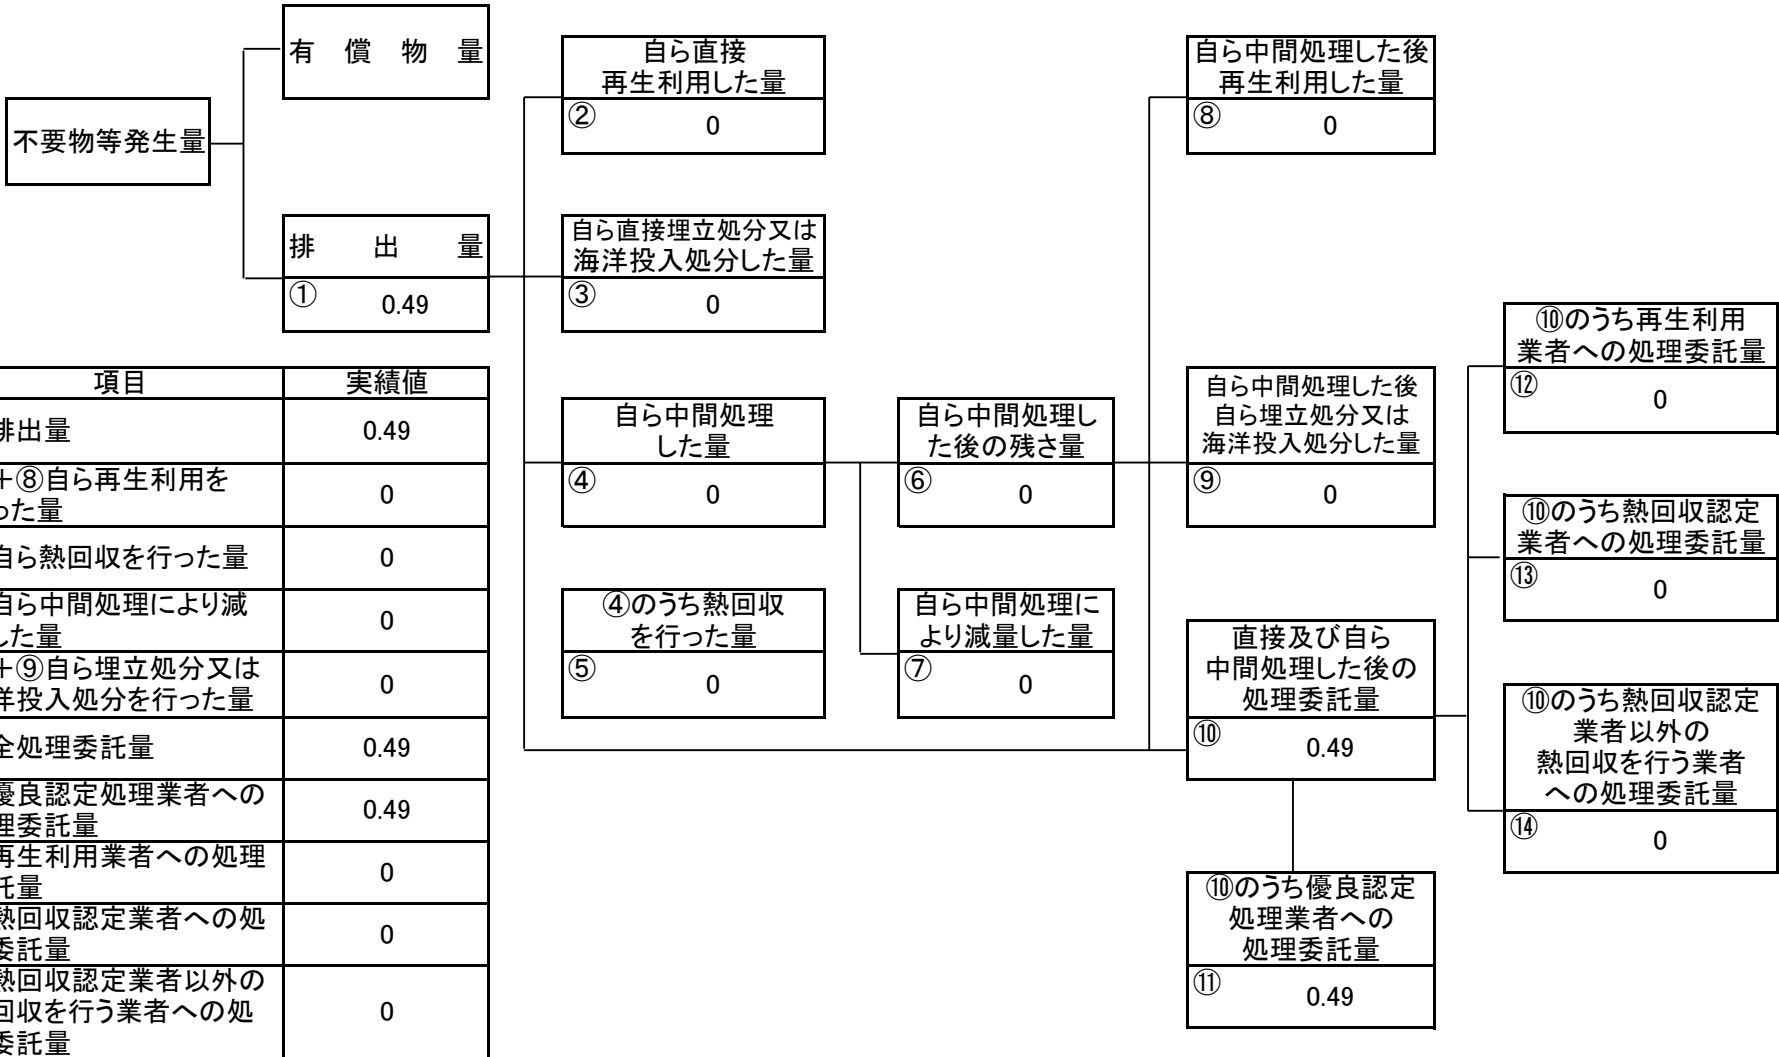 有償物量
不要物等発生量
排出量
① 0.49
自ら直接
再生利用した量
② 0
自ら直接埋立処分又は
海洋投入処分した量
③ 0
自ら中間処理
した量
④ 0
④のうち熱回収
を行った量
⑤ 0
自ら中間処理し
た後の残さ量
⑥ 0
自ら中間処理に
より減量した量
⑦ 0
自ら中間処理した後
再生利用した量
⑧ 0
自ら中間処理した後
自ら埋立処分又は
海洋投入処分した量
⑨ 0
直接及び自ら
中間処理した後の
処理委託量
⑩ 0.49
⑩のうち優良認定
処理業者への
処理委託量
⑪ 0.49
⑩のうち再生利用
業者への処理委託量
⑫ 0
⑩のうち熱回収認定
業者への処理委託量
⑬ 0
⑩のうち熱回収認定
業者以外の
熱回収を行う業者
への処理委託量
⑭ 0
項目 実績値
排出量 0.49
+⑧自ら再生利用を
った量 0
自ら熱回収を行った量 0
自ら中間処理により減
した量 0
+⑨自ら埋立処分又は
洋投入処分を行った量 0
全処理委託量 0.49
優良認定処理業者への
理委託量 0.49
再生利用業者への処理
託量 0
熱回収認定業者への処
委託量 0
熱回収認定業者以外の
回収を行う業者への処
委託量 0